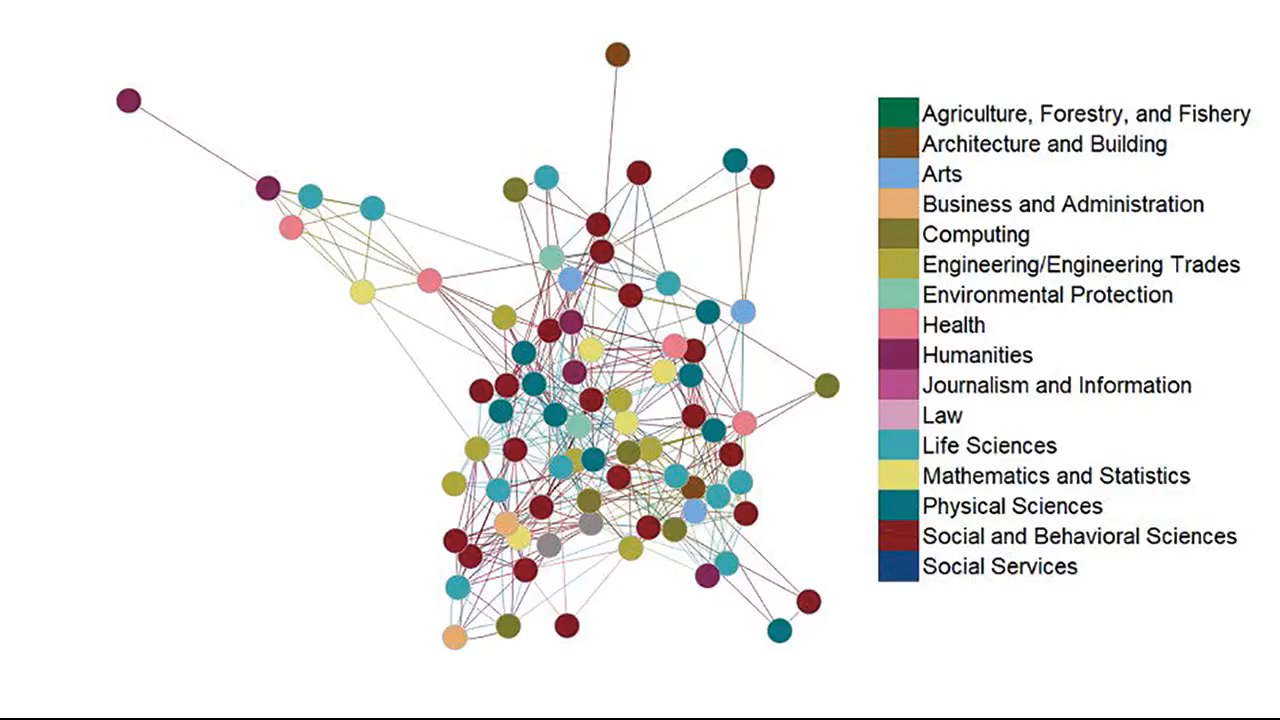 Agriculture, Forestry, and Fishery
Architecture and Building
Arts
Business and Administration
Computing
Engineering/Engineering Trades
Environmental Protection
Health
Humanities
Journalism and Information
Law
Life Sciences
Mathematics and Statistics
Physical Sciences
Social and Behavioral Sciences
Social Services